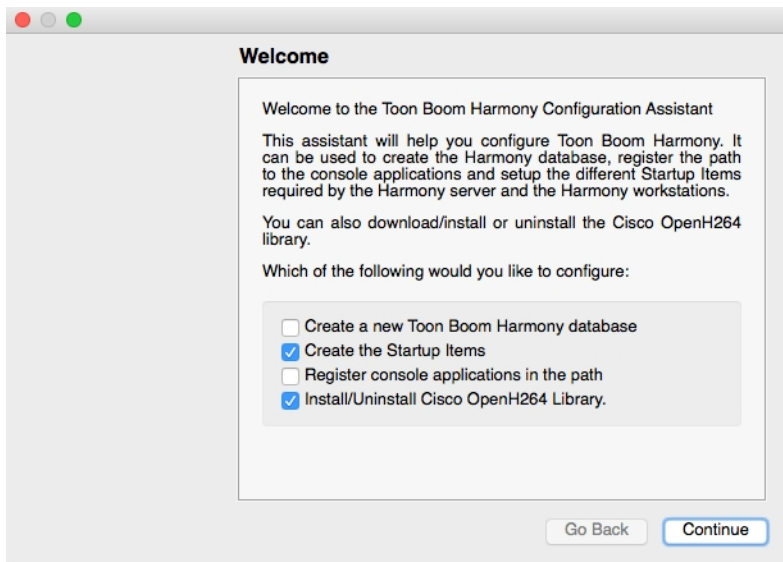 Welcome
Welcome to the Toon Boom Harmony Configuration Assistant
This assistant will help you configure Toon Boom Harmony. It
can be used to create the Harmony database, register the path
to the console applications and setup the different Startup Items
required by the Harmony server and the Harmony workstations.
You can also download/install or uninstall the Cisco OpenH264
library.
Which of the following would you like to configure:
Create a new Toon Boom Harmony database
Create the Startup Items
Register console applications in the path
Install/Uninstall Cisco OpenH264 Library.
Go Back
Continue